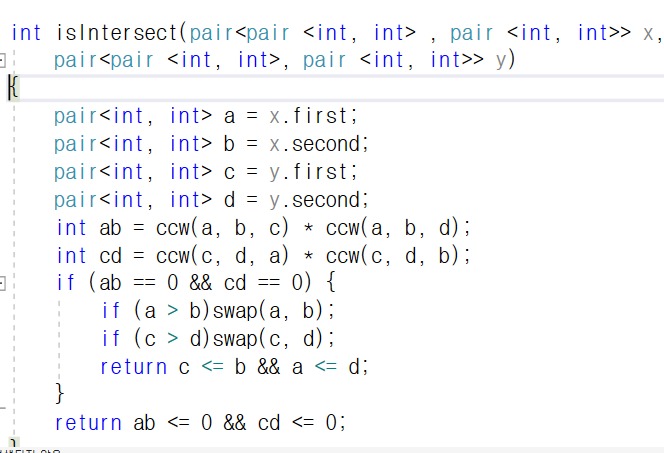 int isIntersect(pair<pair <int, int> , pair <int, int>> x,
pair<pair <int, int>, pair <int, int>> y)
{
pair<int, int> a = x.first;
pair<int, int> b = x.second;
pair<int, int> c = y.first;
pair<int, int> d = y.second;
int ab = ccw(a, b, c) * ccw(a, b, d);
int cd = ccw(c, d, a) * ccw(c, d, b);
if (ab == 0 && cd == 0) {
if (a > b)swap(a, b);
if (c > d)swap(c, d);
return c <= b && a <= d;
}
return ab <= 0 && cd <= 0;
}